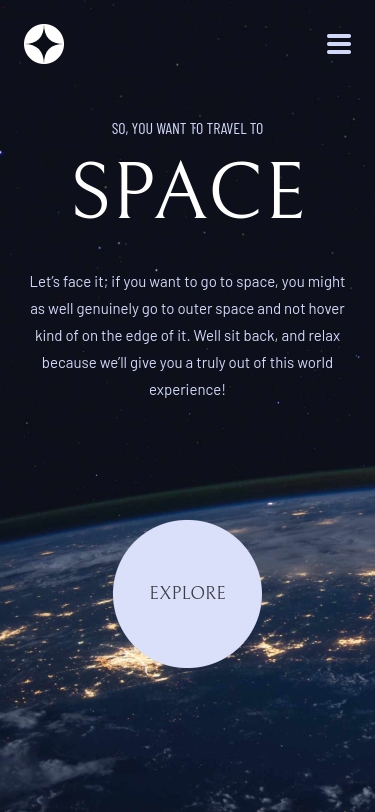 SO, YOU WANT TO TRAVEL TO
SPACE
Let’s face it; if you want to go to space, you might
as well genuinely go to outer space and not hover
kind of on the edge of it. Well sit back, and relax
because we’ll give you a truly out of this world
experience!
EXPLORE